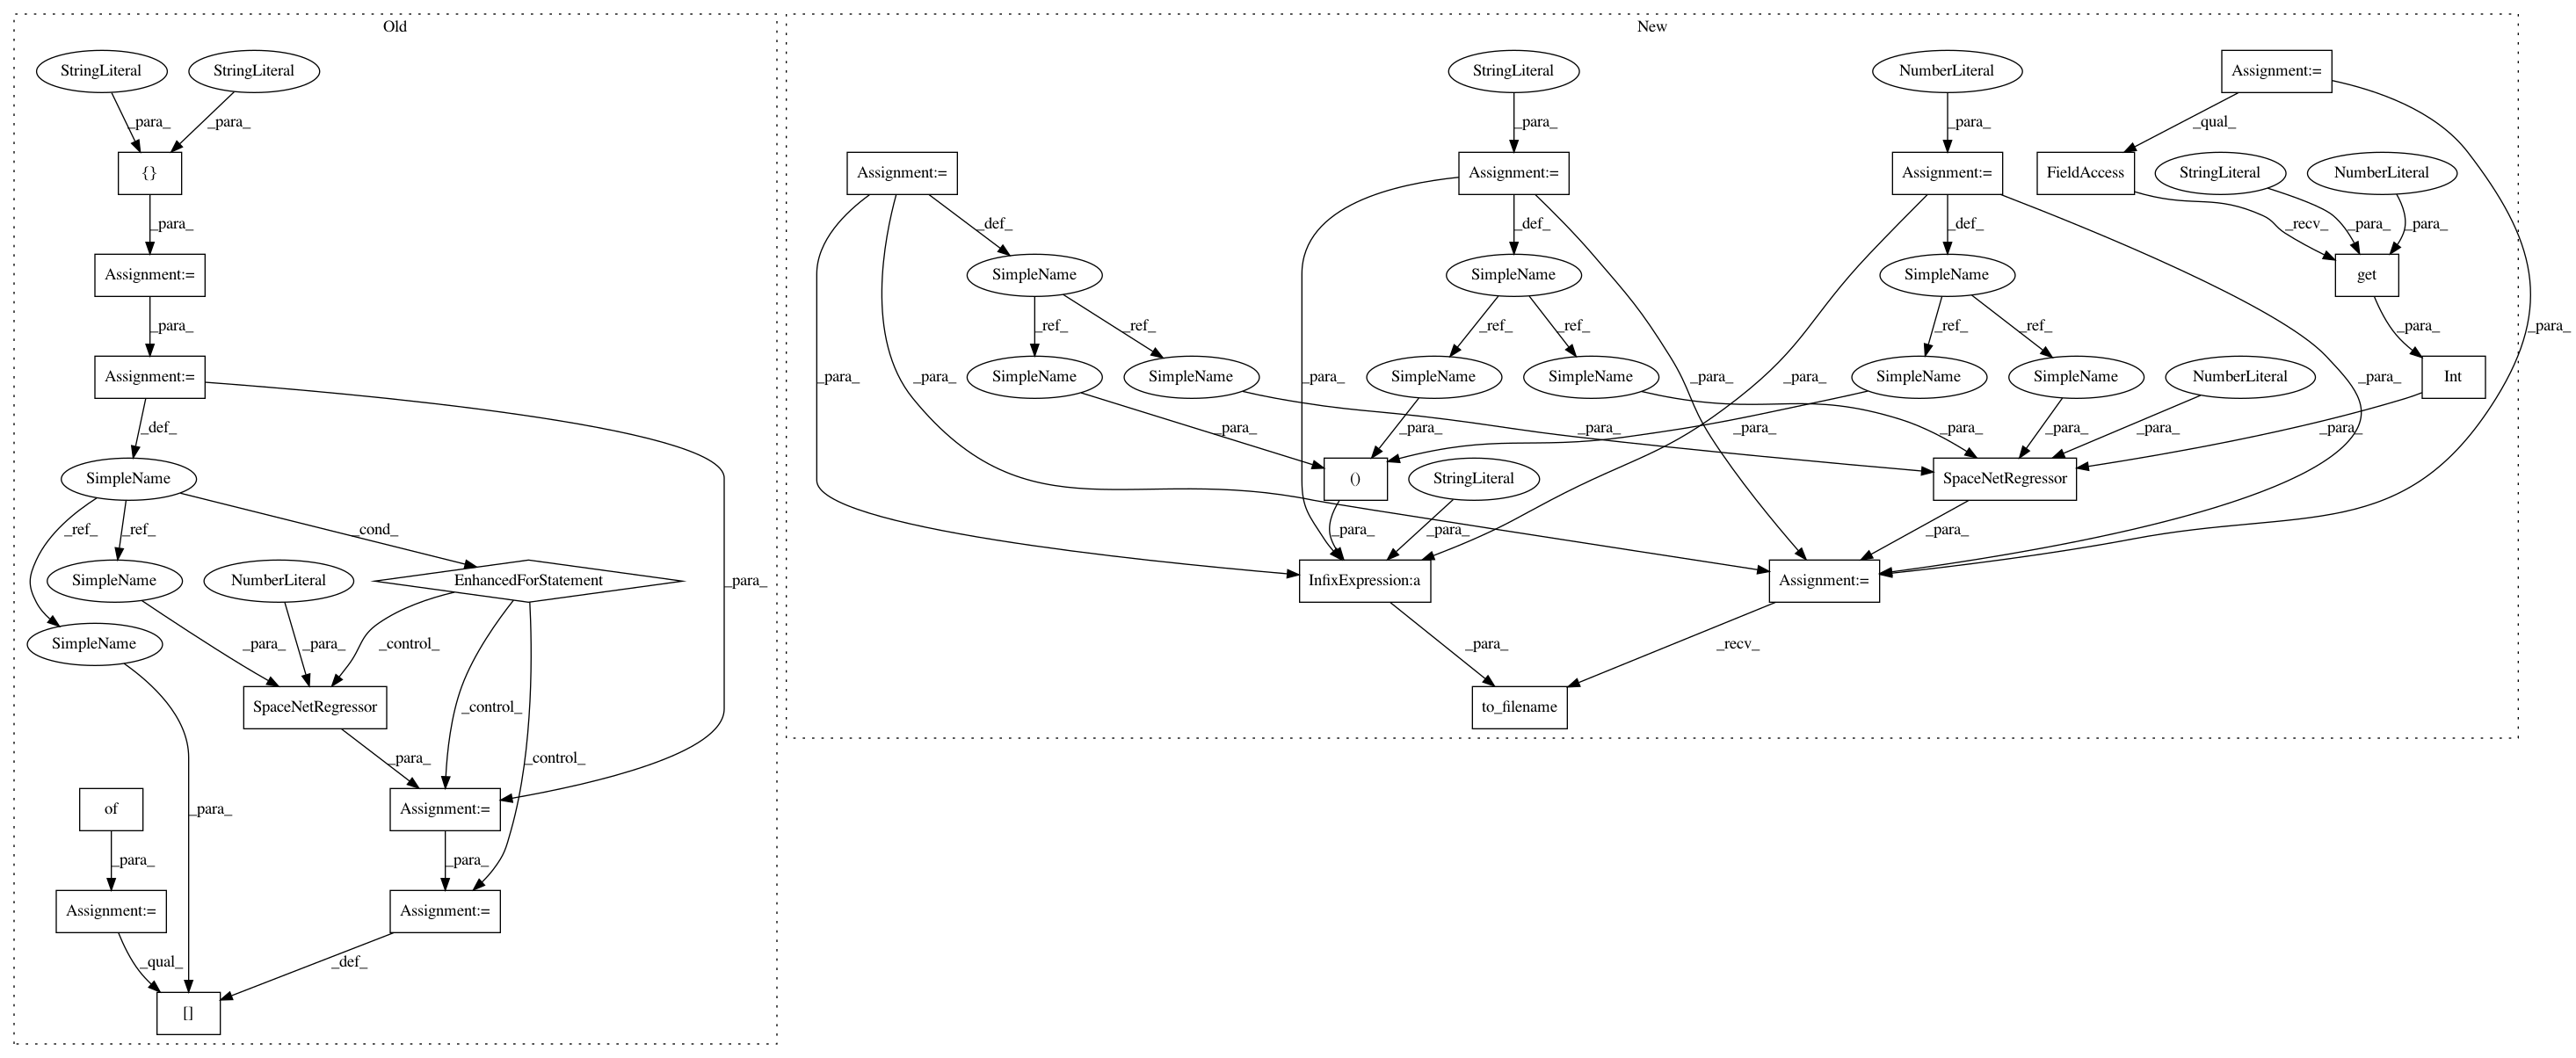 Old
New
StringLiteral
StringLiteral
_para_
_para_
{}
_para_
Assignment:=
_para_
Assignment:=
_def_
_para_
SimpleName
_ref_
_ref_
_cond_
SimpleName
NumberLiteral
EnhancedForStatement
SimpleName
_para_
_para_
_control_
_control_
_control_
SpaceNetRegressor
_para_
of
Assignment:=
_para_
_para_
_para_
Assignment:=
Assignment:=
_qual_
_def_
[]
StringLiteral
NumberLiteral
Assignment:=
_para_
_para_
_qual_
_para_
Assignment:=
Assignment:=
Assignment:=
FieldAccess
StringLiteral
NumberLiteral
_def_
_def_
_def_
_recv_
_para_
_para_
SimpleName
SimpleName
SimpleName
get
_ref_
_ref_
_ref_
_ref_
_ref_
_ref_
_para_
SimpleName
SimpleName
SimpleName
SimpleName
SimpleName
SimpleName
NumberLiteral
Int
_para_
_para_
_para_
_para_
_para_
_para_
_para_
_para_
_para_
_para_
_para_
_para_
_para_
()
StringLiteral
SpaceNetRegressor
_para_
_para_
_para_
InfixExpression:a
Assignment:=
_para_
_recv_
to_filename